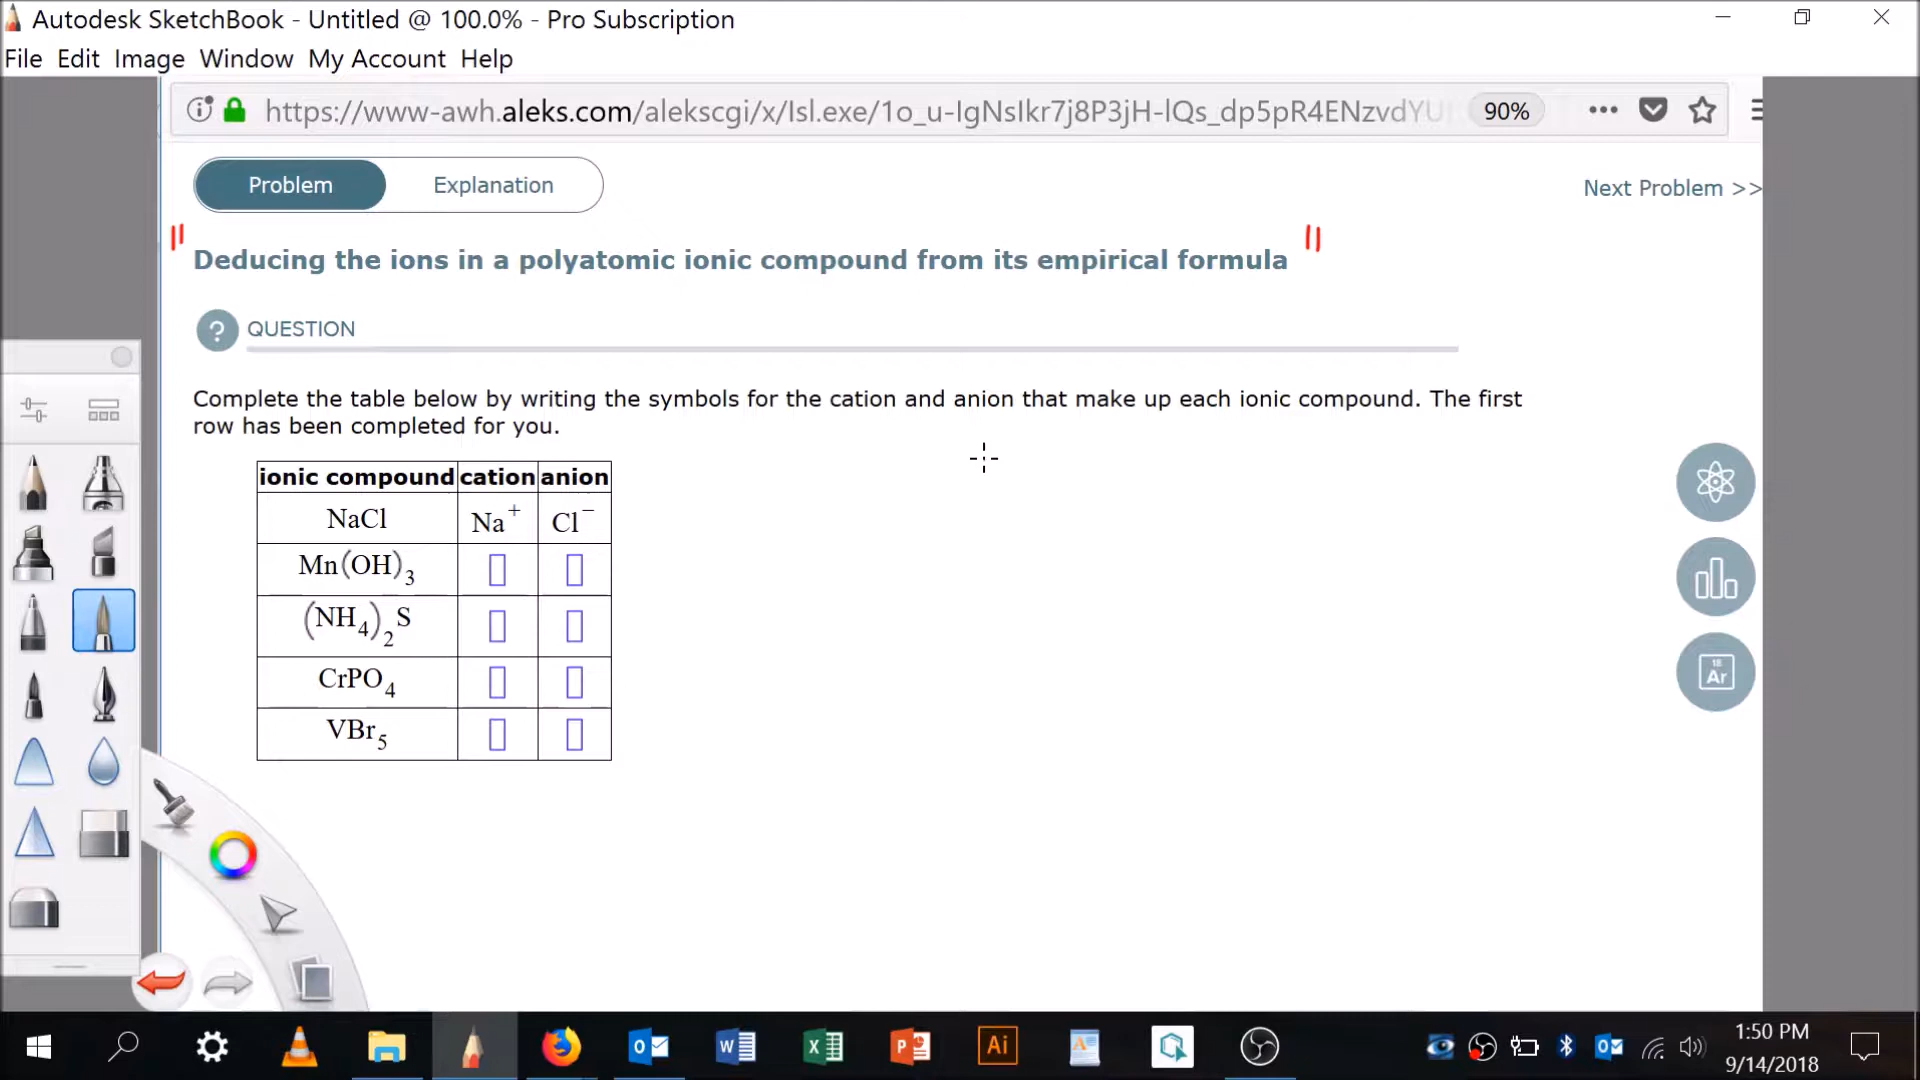 Autodesk SketchBook - Untitled @ 100.0% - Pro Subscription
File Edit Image Window My Account Help
https://www-awh.aleks.com/alekscgi/x/Isl.exe/1o_u-IgNsIkr7j8P3jH-lQs_dp5pR4ENzvdYU
90%
Problem Explanation
Next Problem >>
" Deducing the ions in a polyatomic ionic compound from its empirical formula "
? QUESTION
Complete the table below by writing the symbols for the cation and anion that make up each ionic compound. The first
row has been completed for you.
ionic compound cation anion
NaCl Na⁺ Cl⁻
Mn(OH)₃
(NH₄)₂S
CrPO₄
VBr₅
18
Ar
Ai
1:50 PM
9/14/2018